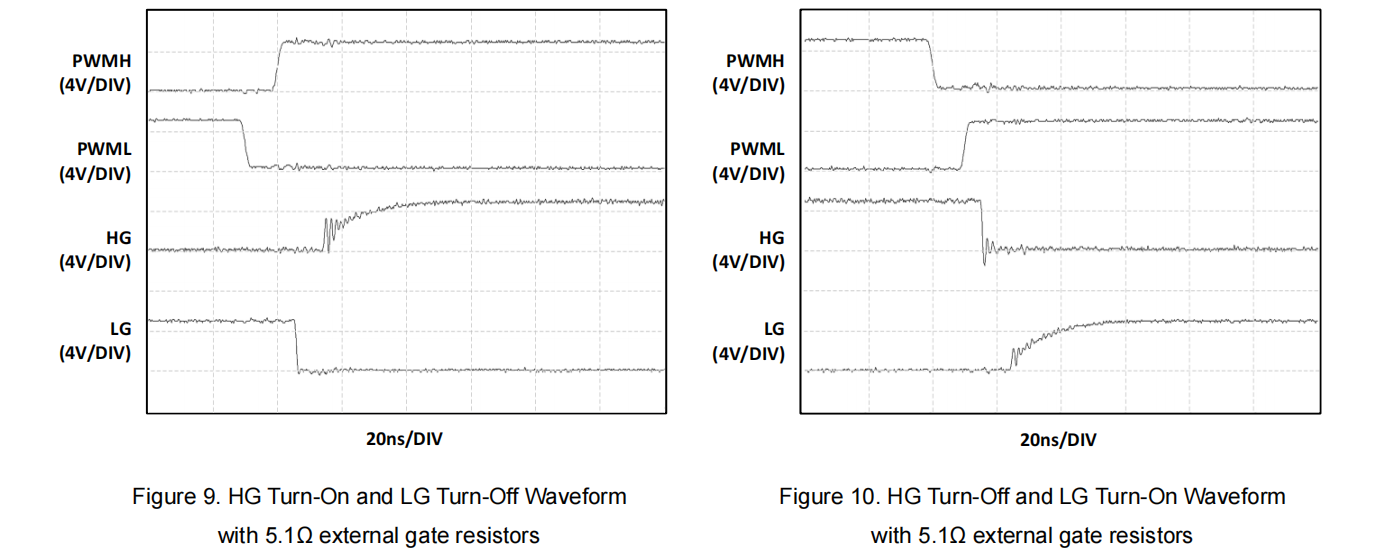 PWMH
(4V/DIV)
PWML
(4V/DIV)
HG
(4V/DIV)
LG
(4V/DIV)
20ns/DIV
Figure 9. HG Turn-On and LG Turn-Off Waveform
with 5.1Ω external gate resistors
PWMH
(4V/DIV)
PWML
(4V/DIV)
HG
(4V/DIV)
LG
(4V/DIV)
20ns/DIV
Figure 10. HG Turn-Off and LG Turn-On Waveform
with 5.1Ω external gate resistors